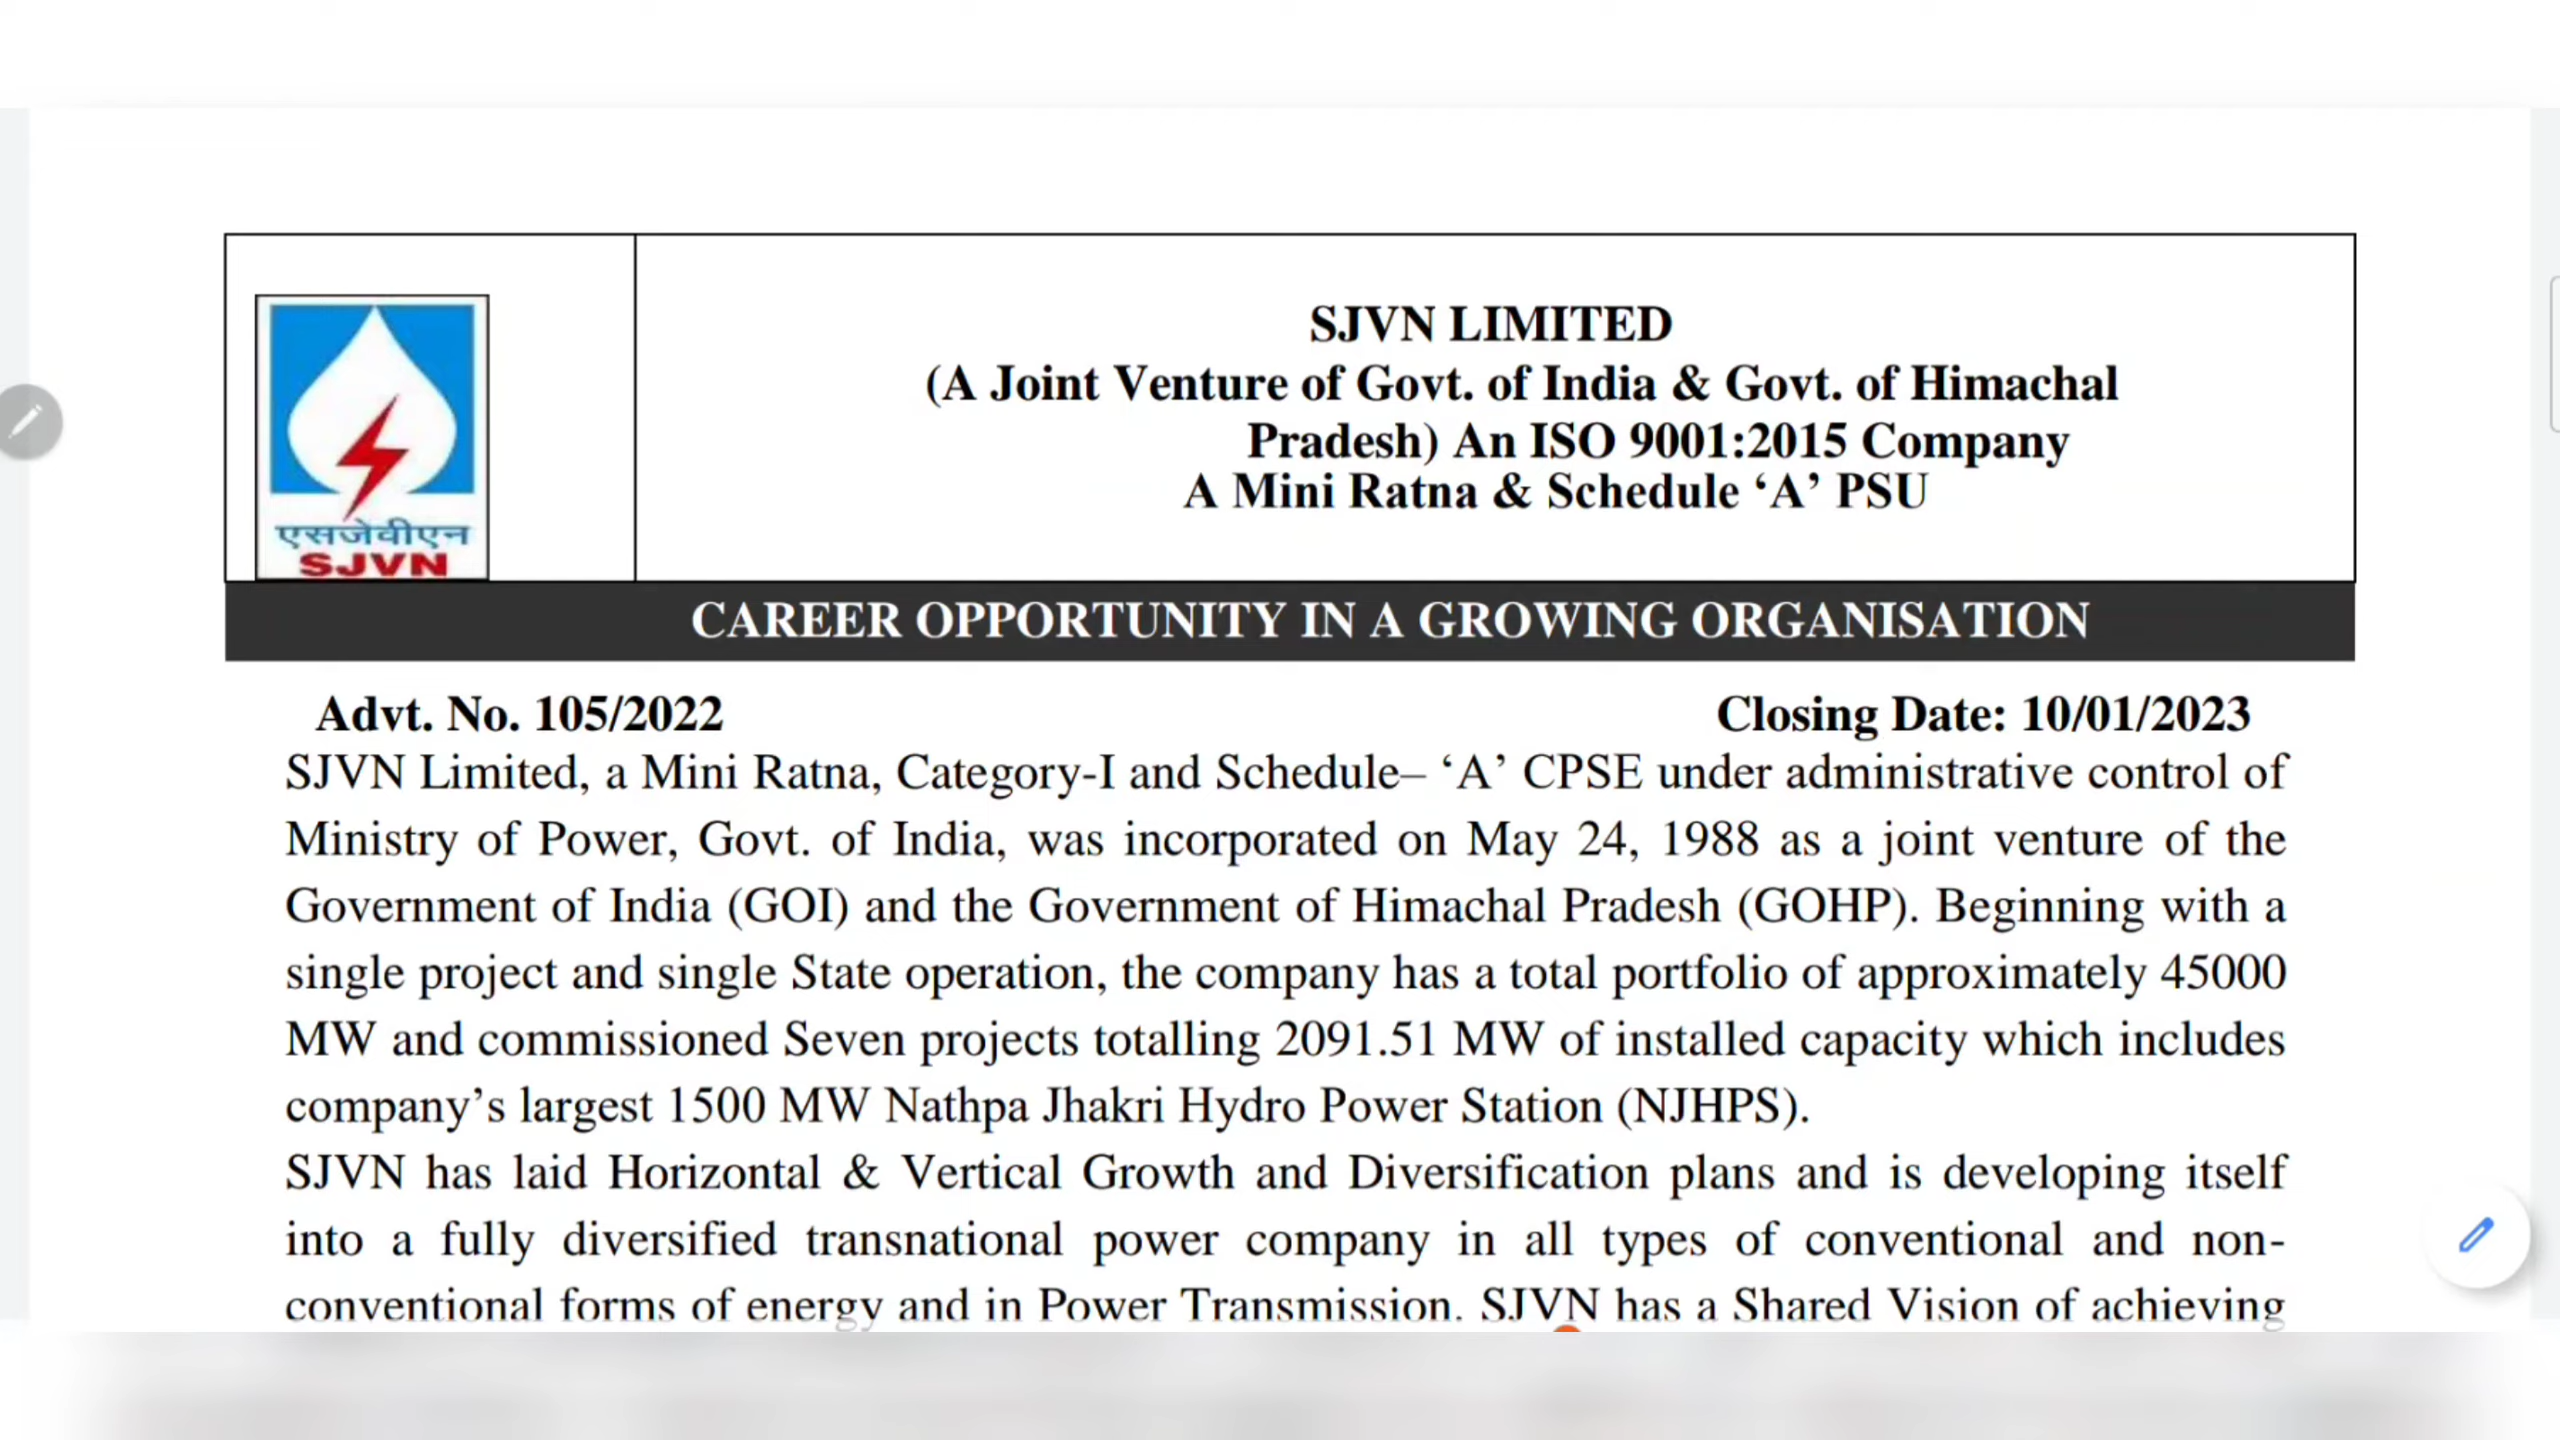 एसजेवीएन
SJVN
SJVN LIMITED
(A Joint Venture of Govt. of India & Govt. of Himachal
Pradesh) An ISO 9001:2015 Company
A Mini Ratna & Schedule ‘A’ PSU
CAREER OPPORTUNITY IN A GROWING ORGANISATION
Advt. No. 105/2022 Closing Date: 10/01/2023
SJVN Limited, a Mini Ratna, Category-I and Schedule– ‘A’ CPSE under administrative control of
Ministry of Power, Govt. of India, was incorporated on May 24, 1988 as a joint venture of the
Government of India (GOI) and the Government of Himachal Pradesh (GOHP). Beginning with a
single project and single State operation, the company has a total portfolio of approximately 45000
MW and commissioned Seven projects totalling 2091.51 MW of installed capacity which includes
company’s largest 1500 MW Nathpa Jhakri Hydro Power Station (NJHPS).
SJVN has laid Horizontal & Vertical Growth and Diversification plans and is developing itself
into a fully diversified transnational power company in all types of conventional and non-
conventional forms of energy and in Power Transmission. SJVN has a Shared Vision of achieving